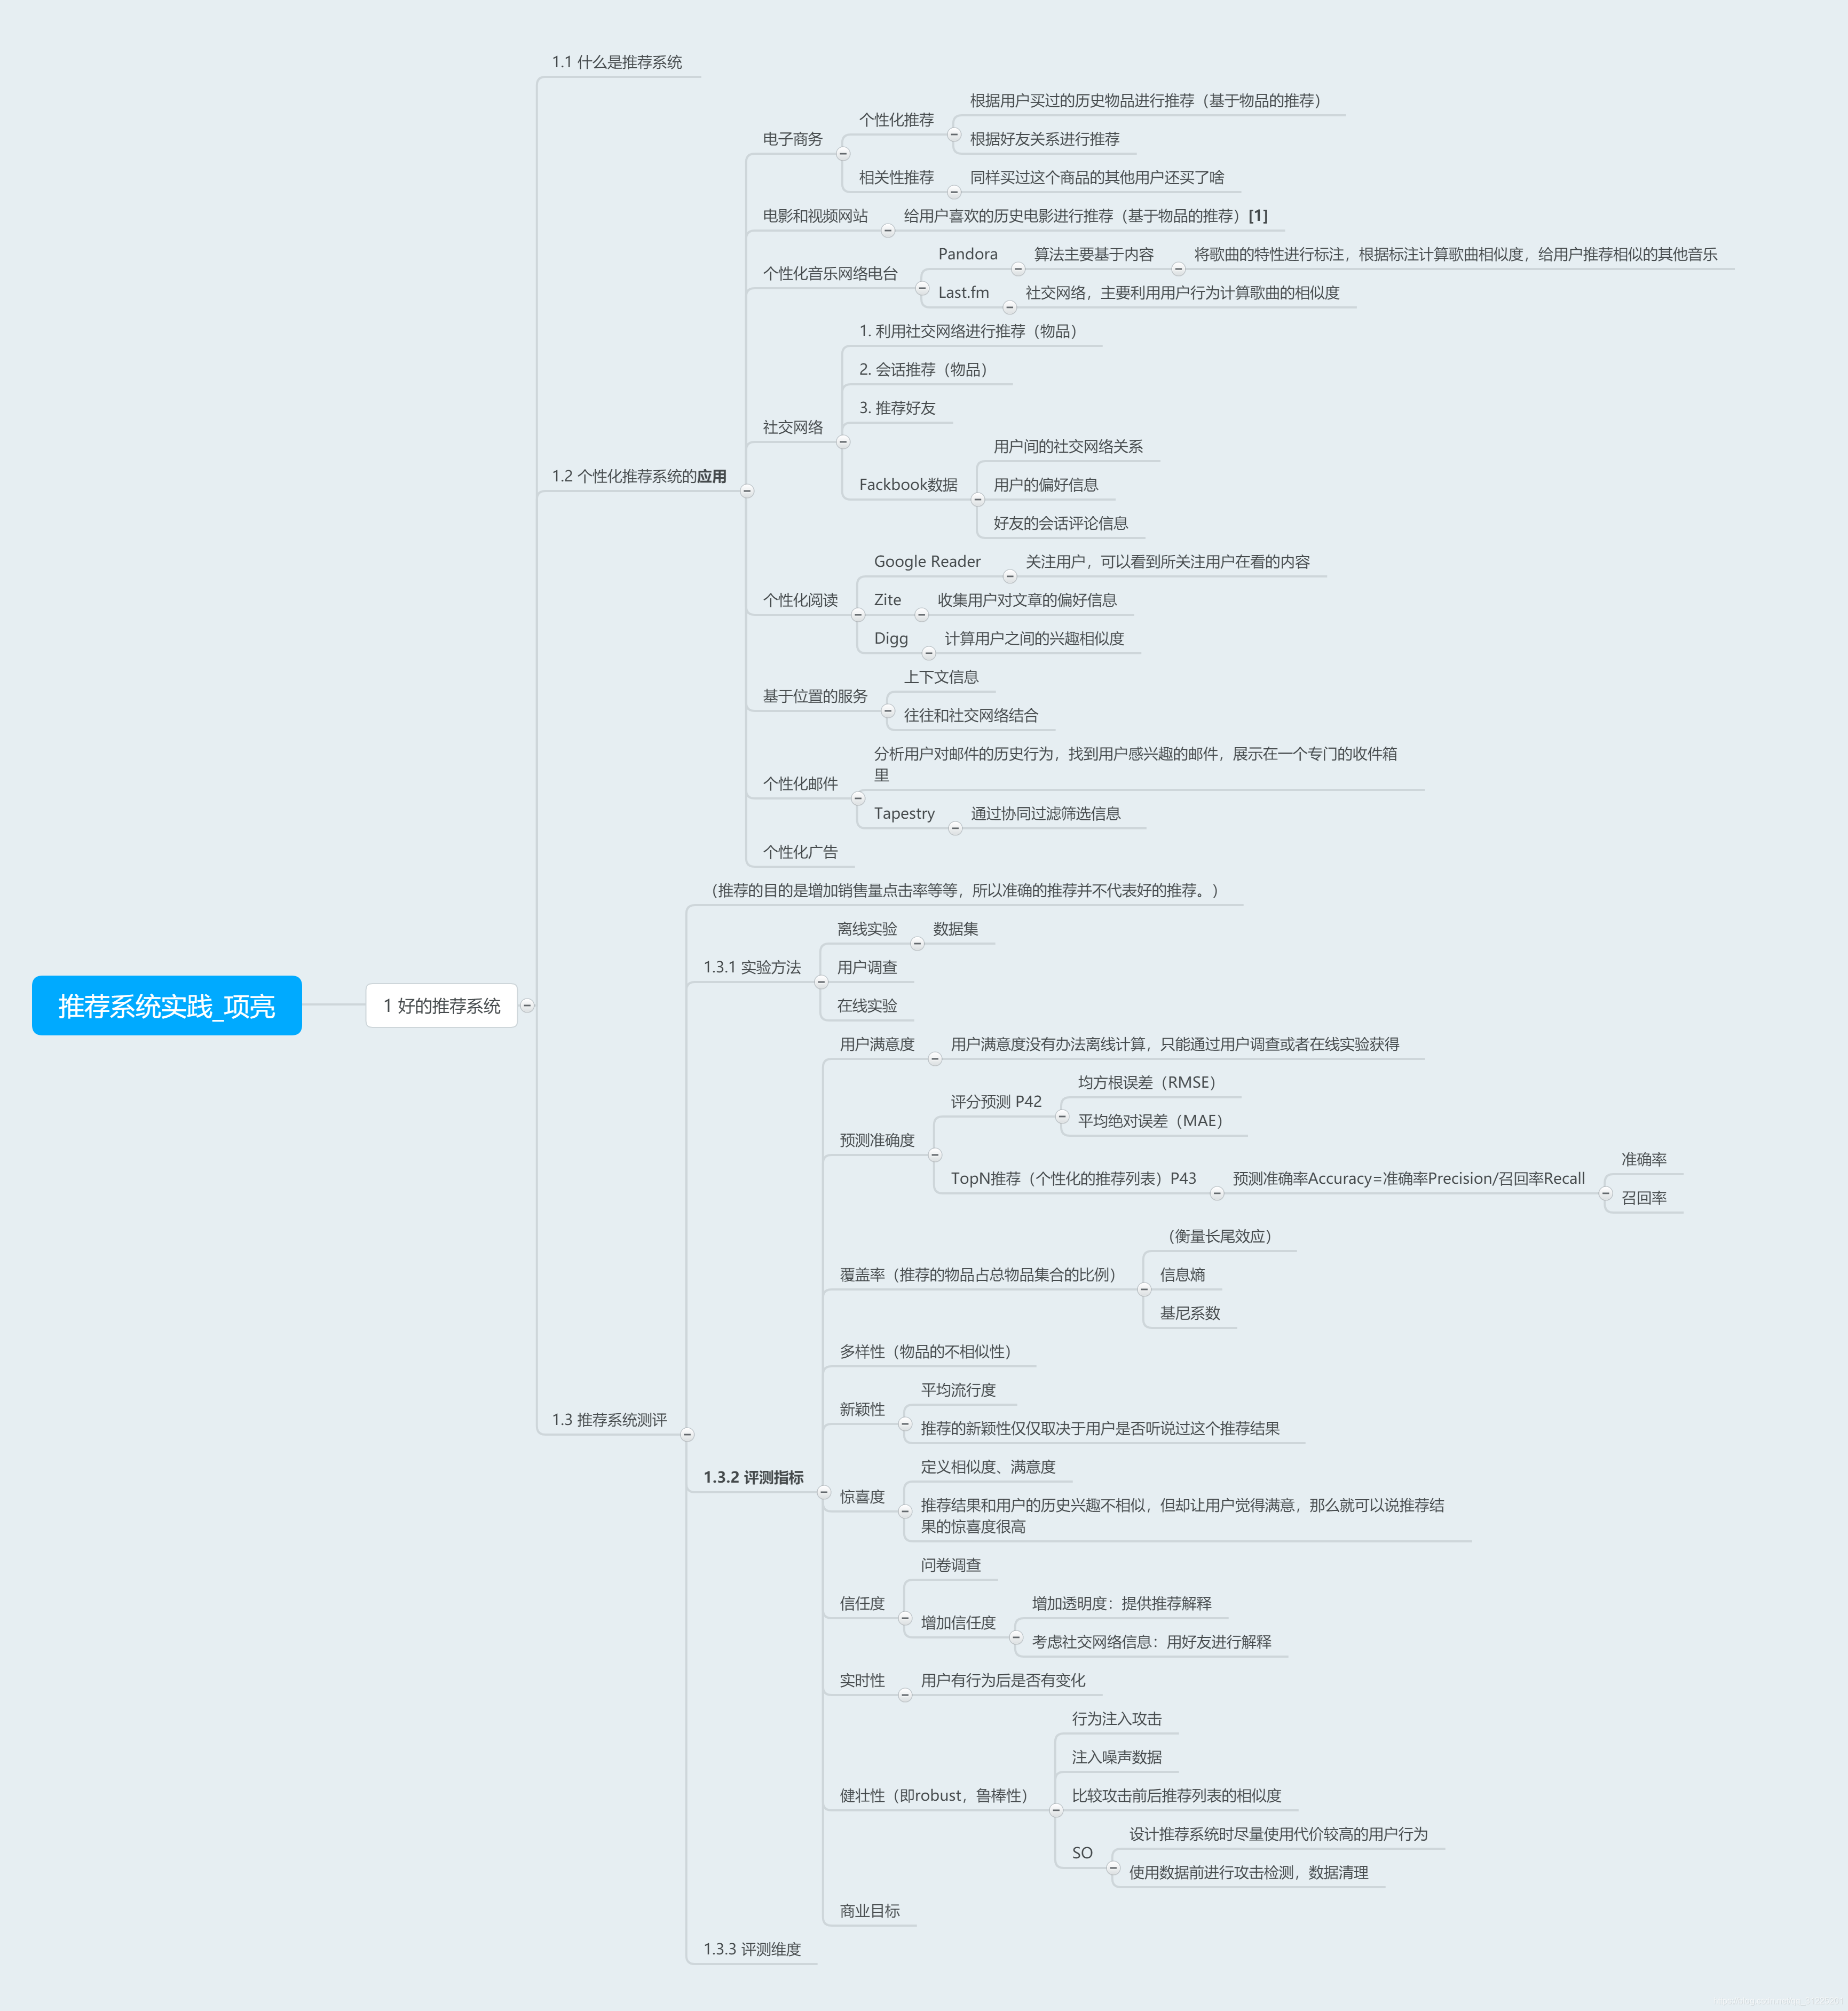 1.1 什么是推荐系统
根据用户买过的历史物品进行推荐（基于物品的推荐）
个性化推荐
电子商务
根据好友关系进行推荐
相关性推荐
同样买过这个商品的其他用户还买了啥
电影和视频网站
给用户喜欢的历史电影进行推荐（基于物品的推荐）[1]
Pandora
算法主要基于内容
将歌曲的特性进行标注，根据标注计算歌曲相似度，给用户推荐相似的其他音乐
个性化音乐网络电台
Last.fm
社交网络，主要利用用户行为计算歌曲的相似度
1. 利用社交网络进行推荐（物品）
2. 会话推荐（物品）
3. 推荐好友
社交网络
用户间的社交网络关系
1.2 个性化推荐系统的应用
Fackbook数据
用户的偏好信息
好友的会话评论信息
Google Reader
关注用户，可以看到所关注用户在看的内容
个性化阅读
Zite
收集用户对文章的偏好信息
Digg
计算用户之间的兴趣相似度
上下文信息
基于位置的服务
往往和社交网络结合
分析用户对邮件的历史行为，找到用户感兴趣的邮件，展示在一个专门的收件箱
里
个性化邮件
Tapestry
通过协同过滤筛选信息
个性化广告
（推荐的目的是增加销售量点击率等等，所以准确的推荐并不代表好的推荐。）
离线实验
数据集
1.3.1 实验方法
用户调查
在线实验
推荐系统实践_项亮
1 好的推荐系统
用户满意度
用户满意度没有办法离线计算，只能通过用户调查或者在线实验获得
均方根误差（RMSE）
评分预测 P42
平均绝对误差（MAE）
预测准确度
准确率
TopN推荐（个性化的推荐列表）P43
预测准确率Accuracy=准确率Precision/召回率Recall
召回率
（衡量长尾效应）
覆盖率（推荐的物品占总物品集合的比例）
信息熵
基尼系数
多样性（物品的不相似性）
平均流行度
新颖性
1.3 推荐系统测评
推荐的新颖性仅仅取决于用户是否听说过这个推荐结果
定义相似度、满意度
1.3.2 评测指标
惊喜度
推荐结果和用户的历史兴趣不相似，但却让用户觉得满意，那么就可以说推荐结
果的惊喜度很高
问卷调查
信任度
增加透明度：提供推荐解释
增加信任度
考虑社交网络信息：用好友进行解释
实时性
用户有行为后是否有变化
行为注入攻击
注入噪声数据
健壮性（即robust，鲁棒性）
比较攻击前后推荐列表的相似度
设计推荐系统时尽量使用代价较高的用户行为
SO
使用数据前进行攻击检测，数据清理
商业目标
1.3.3 评测维度